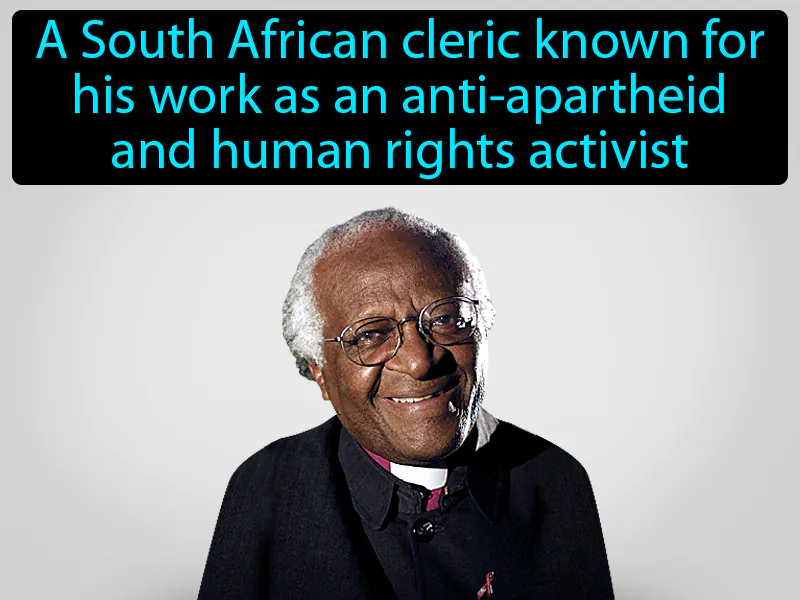 A South African cleric known for
his work as an anti-apartheid
and human rights activist